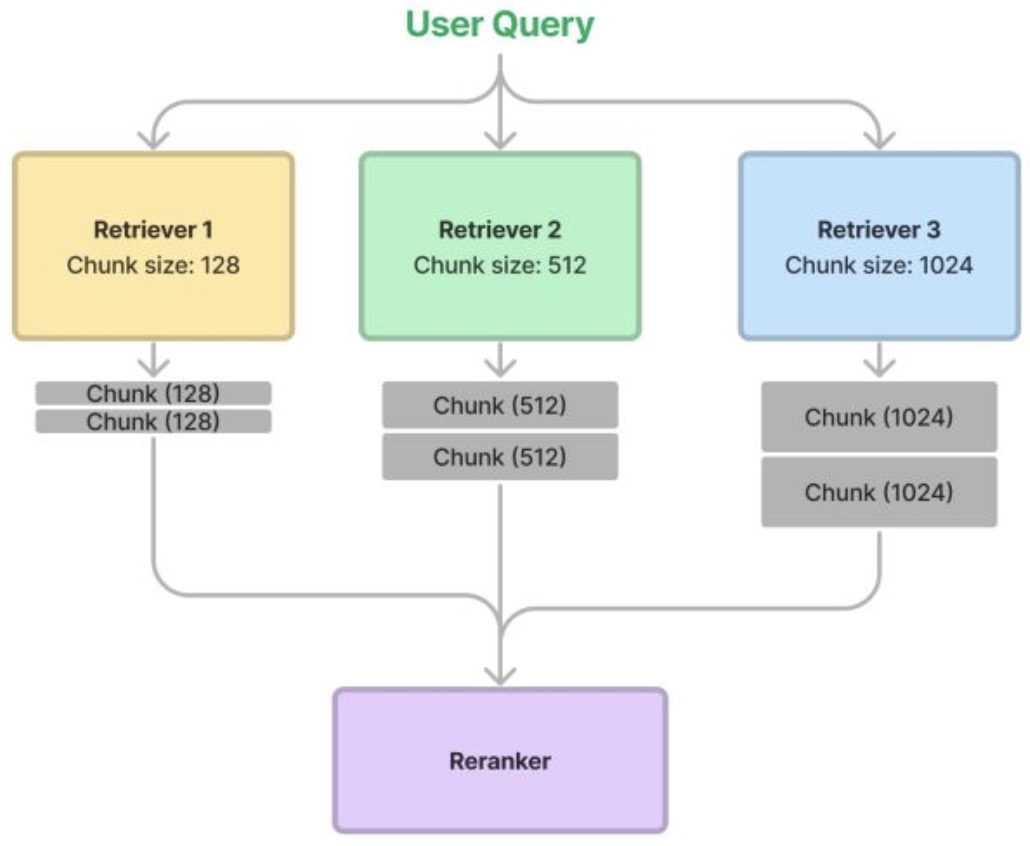 User Query
Retriever 1
Chunk size: 128
Retriever 2
Chunk size: 512
Retriever 3
Chunk size: 1024
Chunk (128)
Chunk (128)
Chunk (512)
Chunk (512)
Chunk (1024)
Chunk (1024)
Reranker